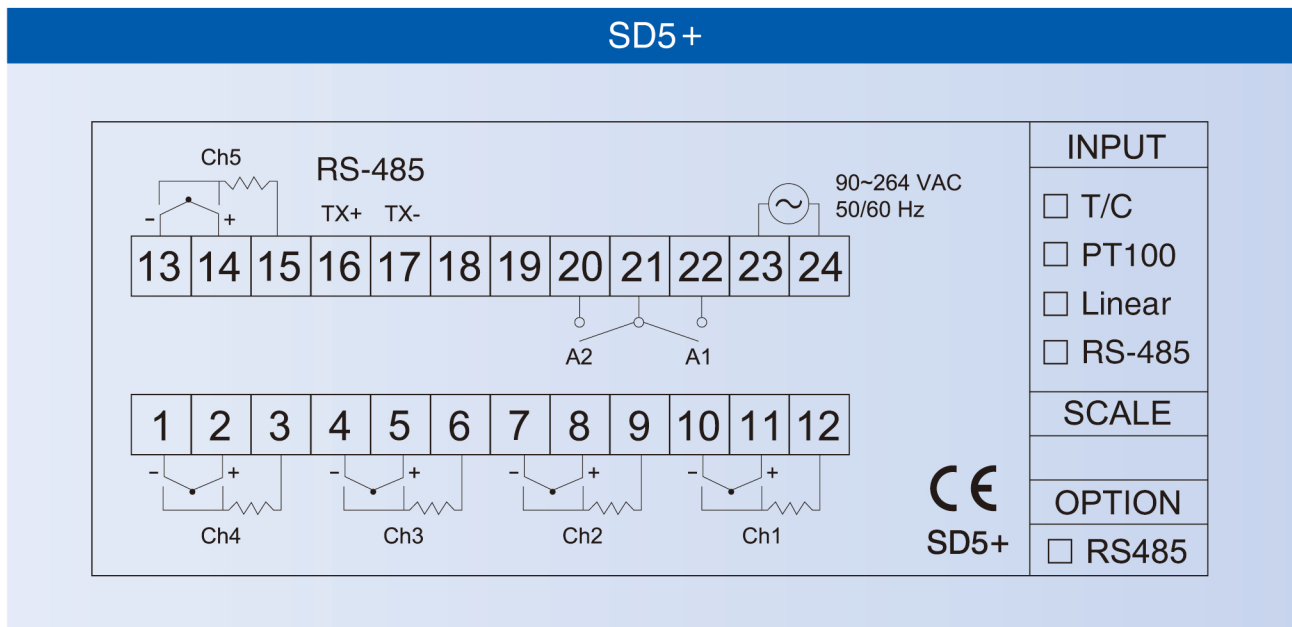 SD5+
Ch5
RS-485
TX+ TX-
90~264 VAC
50/60 Hz
- +
13 14 15 16 17 18 19 20 21 22 23 24
A2 A1
1 2 3 4 5 6 7 8 9 10 11 12
- + - + - + - +
Ch4 Ch3 Ch2 Ch1
CE
SD5+
INPUT
☐ T/C
☐ PT100
☐ Linear
☐ RS-485
SCALE
OPTION
☐ RS485